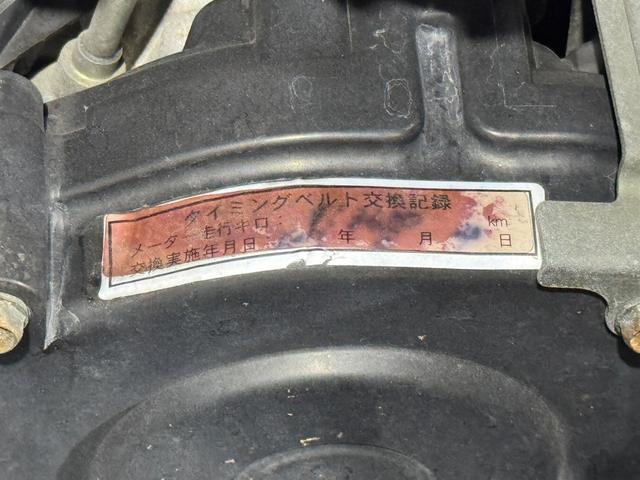 タイミングベルト交換記録
メーター走行キロ: km
交換実施年月日 年 月 日